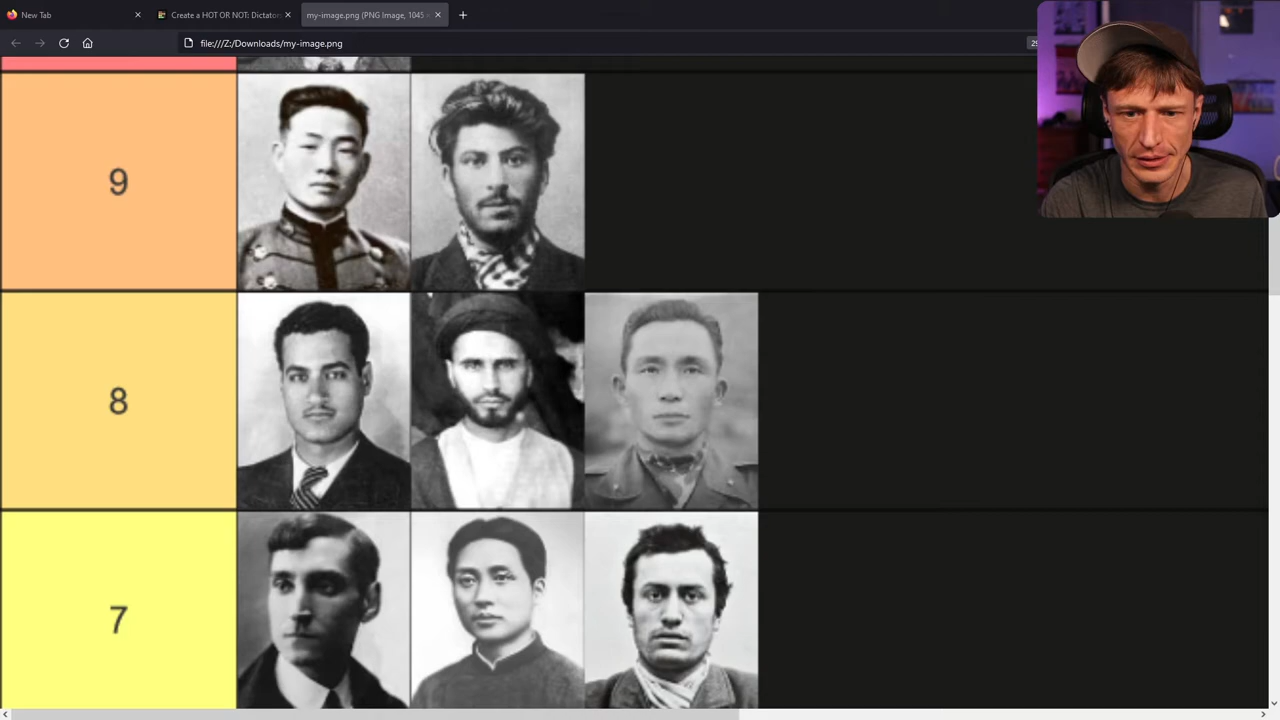 New Tab
Create a HOT OR NOT: Dictator
my-image.png (PNG Image, 1045
file:///Z:/Downloads/my-image.png
9
8
7